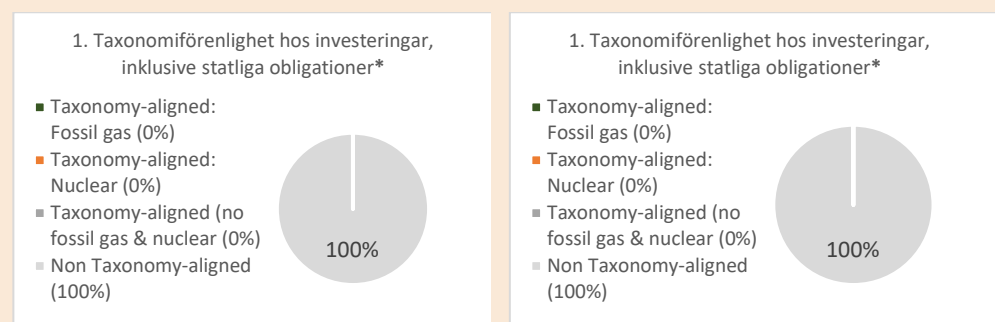 1. Taxonomiförenlighet hos investeringar,
inklusive statliga obligationer*
Taxonomy-aligned:
Fossil gas (0%)
Taxonomy-aligned:
Nuclear (0%)
Taxonomy-aligned (no
fossil gas & nuclear (0%)
Non Taxonomy-aligned
(100%)
100%
1. Taxonomiförenlighet hos investeringar,
inklusive statliga obligationer*
Taxonomy-aligned:
Fossil gas (0%)
Taxonomy-aligned:
Nuclear (0%)
Taxonomy-aligned (no
fossil gas & nuclear (0%)
Non Taxonomy-aligned
(100%)
100%